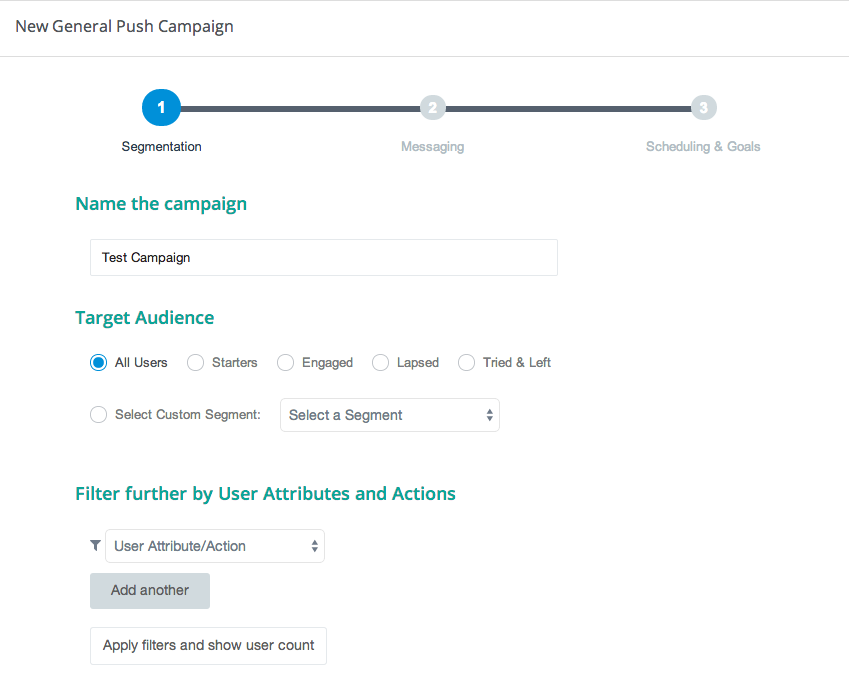 New General Push Campaign
1 2 3
Segmentation Messaging Scheduling & Goals
Name the campaign
Test Campaign
Target Audience
All Users Starters Engaged Lapsed Tried & Left
Select Custom Segment: Select a Segment
Filter further by User Attributes and Actions
User Attribute/Action
Add another
Apply filters and show user count